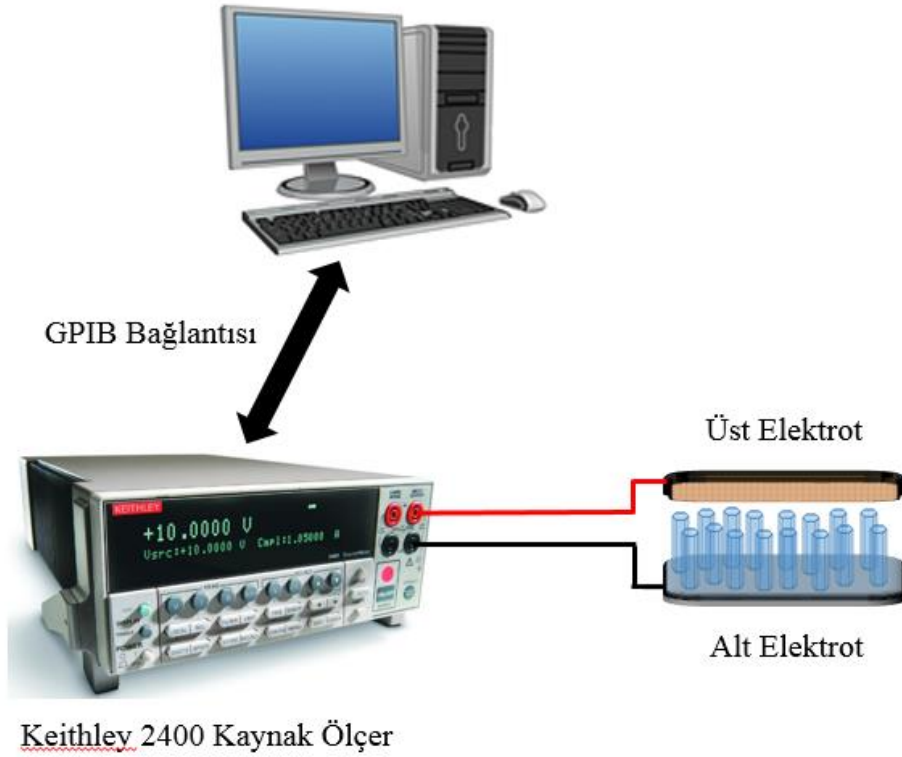 GPIB Bağlantısı
Üst Elektrot
KEITHLEY
+10.0000 V
Vsrc:+10.0000 V Cmpl:1.05000 A
POWER
Alt Elektrot
Keithley 2400 Kaynak Ölçer